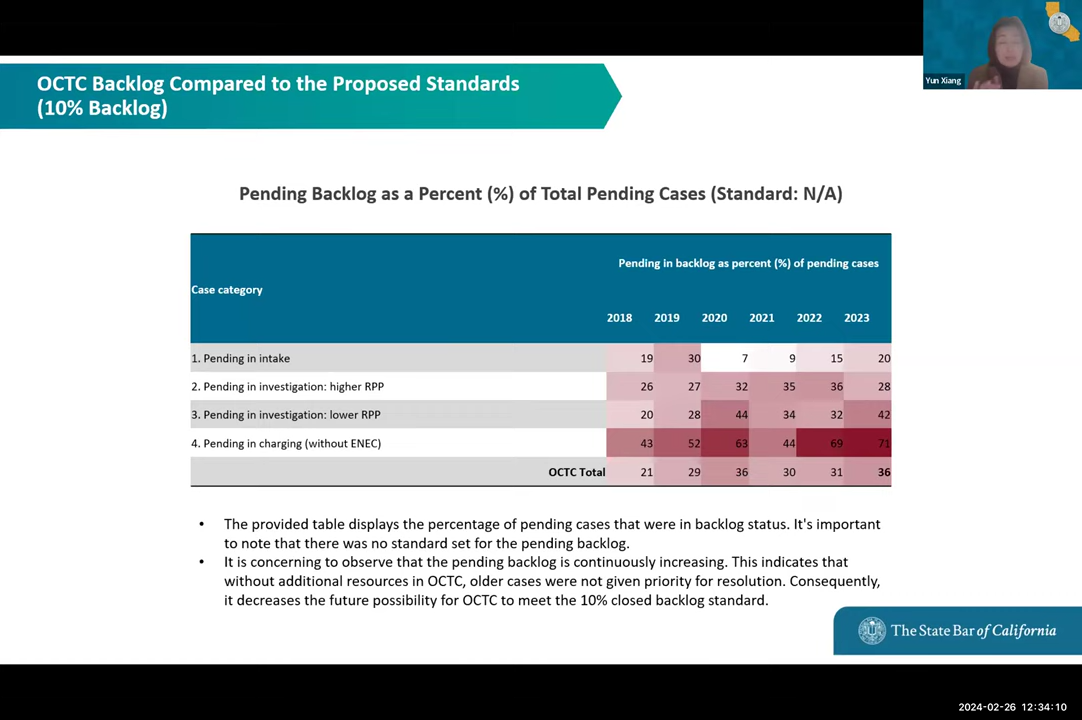 Yun Xiang
OCTC Backlog Compared to the Proposed Standards
(10% Backlog)
Pending Backlog as a Percent (%) of Total Pending Cases (Standard: N/A)
Pending in backlog as percent (%) of pending cases
Case category
2018 2019 2020 2021 2022 2023
1. Pending in intake 19 30 7 9 15 20
2. Pending in investigation: higher RPP 26 27 32 35 36 28
3. Pending in investigation: lower RPP 20 28 44 34 32 42
4. Pending in charging (without ENEC) 43 52 63 44 69 71
OCTC Total 21 29 36 30 31 36
• The provided table displays the percentage of pending cases that were in backlog status. It's important
to note that there was no standard set for the pending backlog.
• It is concerning to observe that the pending backlog is continuously increasing. This indicates that
without additional resources in OCTC, older cases were not given priority for resolution. Consequently,
it decreases the future possibility for OCTC to meet the 10% closed backlog standard.
The State Bar of California
2024-02-26 12:34:10